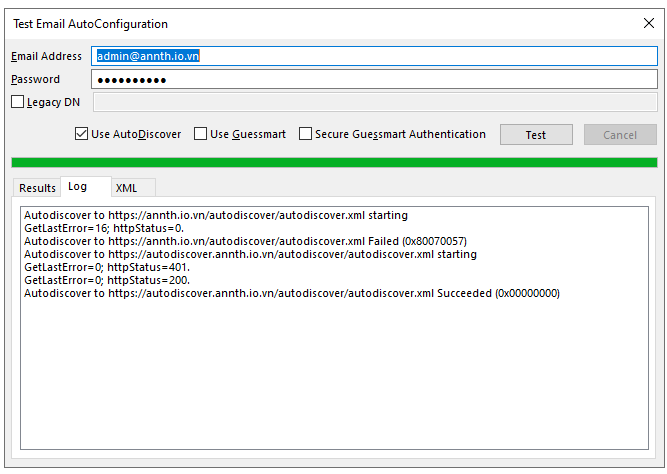 Test Email AutoConfiguration
Email Address admin@annth.io.vn
Password ●●●●●●●●●●
Legacy DN
Use AutoDiscover Use Guessmart Secure Guessmart Authentication Test Cancel
Results Log XML
Autodiscover to https://annth.io.vn/autodiscover/autodiscover.xml starting
GetLastError=16; httpStatus=0.
Autodiscover to https://annth.io.vn/autodiscover/autodiscover.xml Failed (0x80070057)
Autodiscover to https://autodiscover.annth.io.vn/autodiscover/autodiscover.xml starting
GetLastError=0; httpStatus=401.
GetLastError=0; httpStatus=200.
Autodiscover to https://autodiscover.annth.io.vn/autodiscover/autodiscover.xml Succeeded (0x00000000)